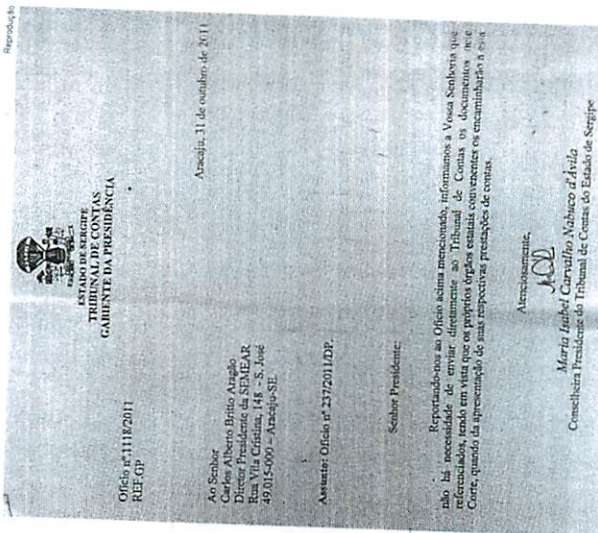 Reprodução
ESTADO DE SERGIPE
TRIBUNAL DE CONTAS
GABIENTE DA PRESIDÊNCIA
Ofício nº.1118/2011
REF.GP
Aracaju, 31 de outubro de 2011
Ao Senhor
Carlos Alberto Britto Aragão
Diretor Presidente da SEMEAR
Rua Vila Cristina, 148 - S. José
49.015-000 – Aracaju-SE.
Assunto: Ofício nº 237/2011/DP.
Senhor Presidente:
Reportando-nos ao Ofício acima mencionado, informamos a Vossa Senhoria que
não há necessidade de enviar diretamente ao Tribunal de Contas os documentos nele
referenciados, tendo em vista que os próprios órgãos estatais convenentes os encaminharão a esta
Corte, quando da apresentação de suas respectivas prestações de contas.
Atenciosamente,
Maria Isabel Carvalho Nabuco d'Ávila
Conselheira Presidente do Tribunal de Contas do Estado de Sergipe